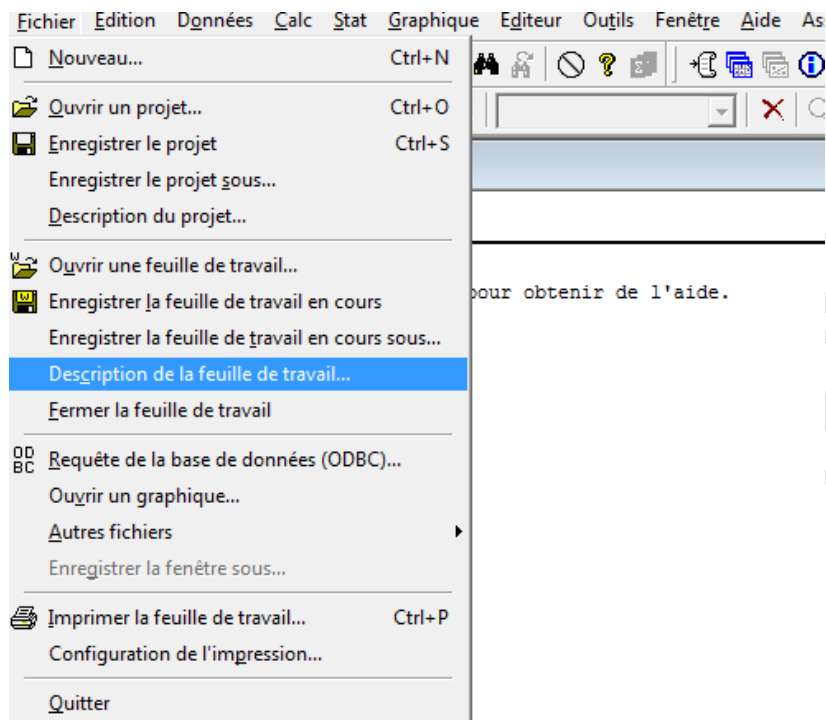 Fichier Edition Données Calc Stat Graphique Editeur Outils Fenêtre Aide As
Nouveau... Ctrl+N
Ouvrir un projet... Ctrl+O
Enregistrer le projet Ctrl+S
Enregistrer le projet sous...
Description du projet...
Ouvrir une feuille de travail...
pour obtenir de l'aide.
Enregistrer la feuille de travail en cours
Enregistrer la feuille de travail en cours sous...
Description de la feuille de travail...
Fermer la feuille de travail
OD
BC
Requête de la base de données (ODBC)...
Ouvrir un graphique...
Autres fichiers
Enregistrer la fenêtre sous...
Imprimer la feuille de travail... Ctrl+P
Configuration de l'impression...
Quitter